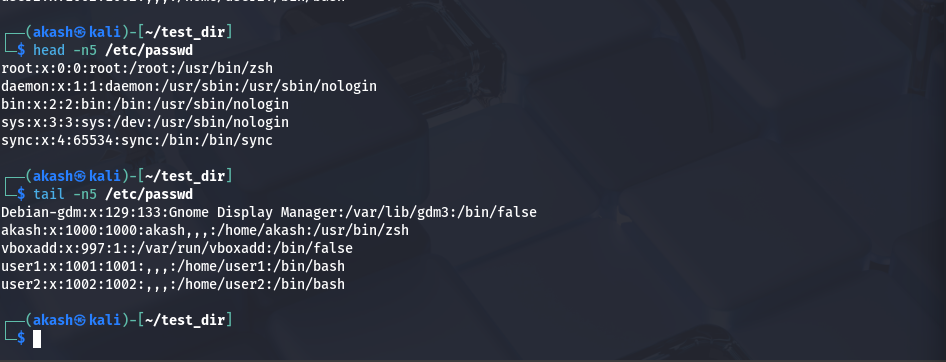 ┌──(akash㉿kali)-[~/test_dir]
└─$ head -n5 /etc/passwd
root:x:0:0:root:/root:/usr/bin/zsh
daemon:x:1:1:daemon:/usr/sbin:/usr/sbin/nologin
bin:x:2:2:bin:/bin:/usr/sbin/nologin
sys:x:3:3:sys:/dev:/usr/sbin/nologin
sync:x:4:65534:sync:/bin:/bin/sync
┌──(akash㉿kali)-[~/test_dir]
└─$ tail -n5 /etc/passwd
Debian-gdm:x:129:133:Gnome Display Manager:/var/lib/gdm3:/bin/false
akash:x:1000:1000:akash,,,:/home/akash:/usr/bin/zsh
vboxadd:x:997:1::/var/run/vboxadd:/bin/false
user1:x:1001:1001:,,,:/home/user1:/bin/bash
user2:x:1002:1002:,,,:/home/user2:/bin/bash
┌──(akash㉿kali)-[~/test_dir]
└─$